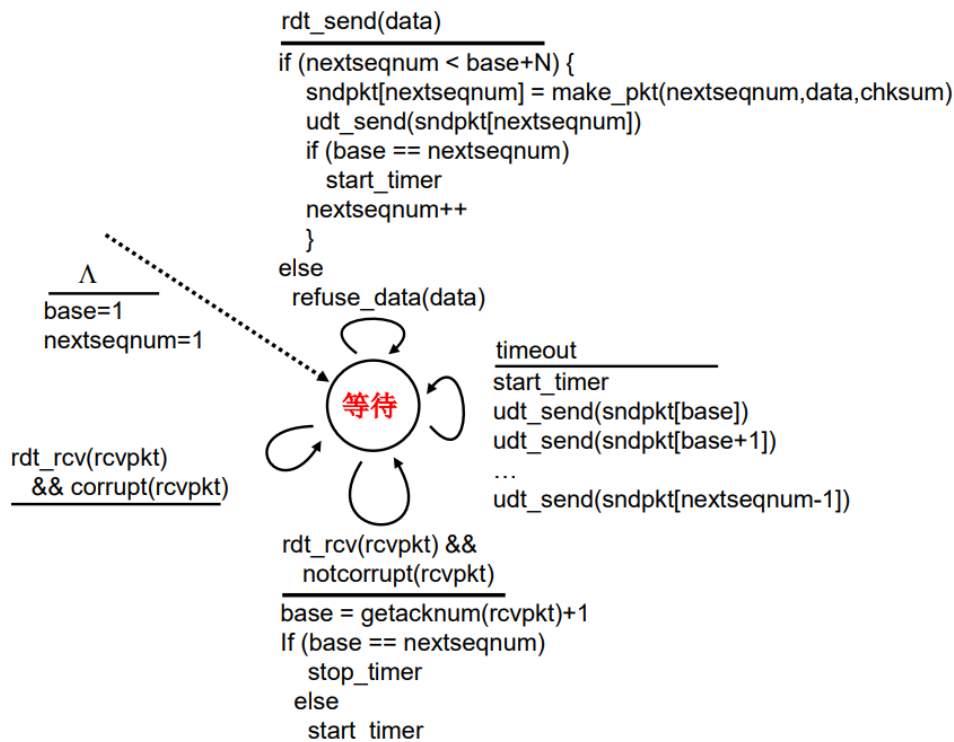 rdt_send(data)
if (nextseqnum < base+N) {
sndpkt[nextseqnum] = make_pkt(nextseqnum,data,chksum)
udt_send(sndpkt[nextseqnum])
if (base == nextseqnum)
start_timer
nextseqnum++
}
else
refuse_data(data)
Λ
base=1
nextseqnum=1
等待
timeout
start_timer
udt_send(sndpkt[base])
udt_send(sndpkt[base+1])
…
udt_send(sndpkt[nextseqnum-1])
rdt_rcv(rcvpkt)
&& corrupt(rcvpkt)
rdt_rcv(rcvpkt) &&
notcorrupt(rcvpkt)
base = getacknum(rcvpkt)+1
If (base == nextseqnum)
stop_timer
else
start_timer